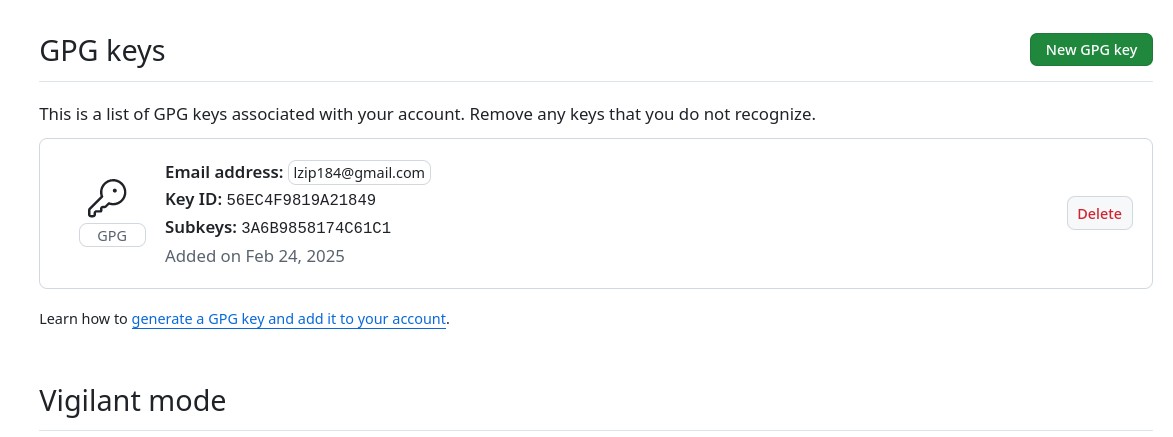 GPG keys
New GPG key
This is a list of GPG keys associated with your account. Remove any keys that you do not recognize.
Email address: lzip184@gmail.com
Key ID: 56EC4F9819A21849
Subkeys: 3A6B9858174C61C1
Added on Feb 24, 2025
GPG
Delete
Learn how to generate a GPG key and add it to your account.
Vigilant mode